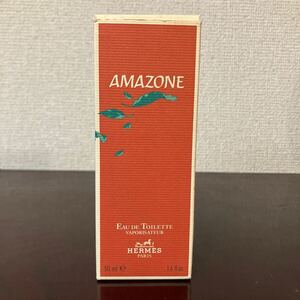 AMAZONE
EAU DE TOILETTE
VAPORISATEUR
HERMÈS
PARIS
50 ml ℮ 1.6 fl.oz.